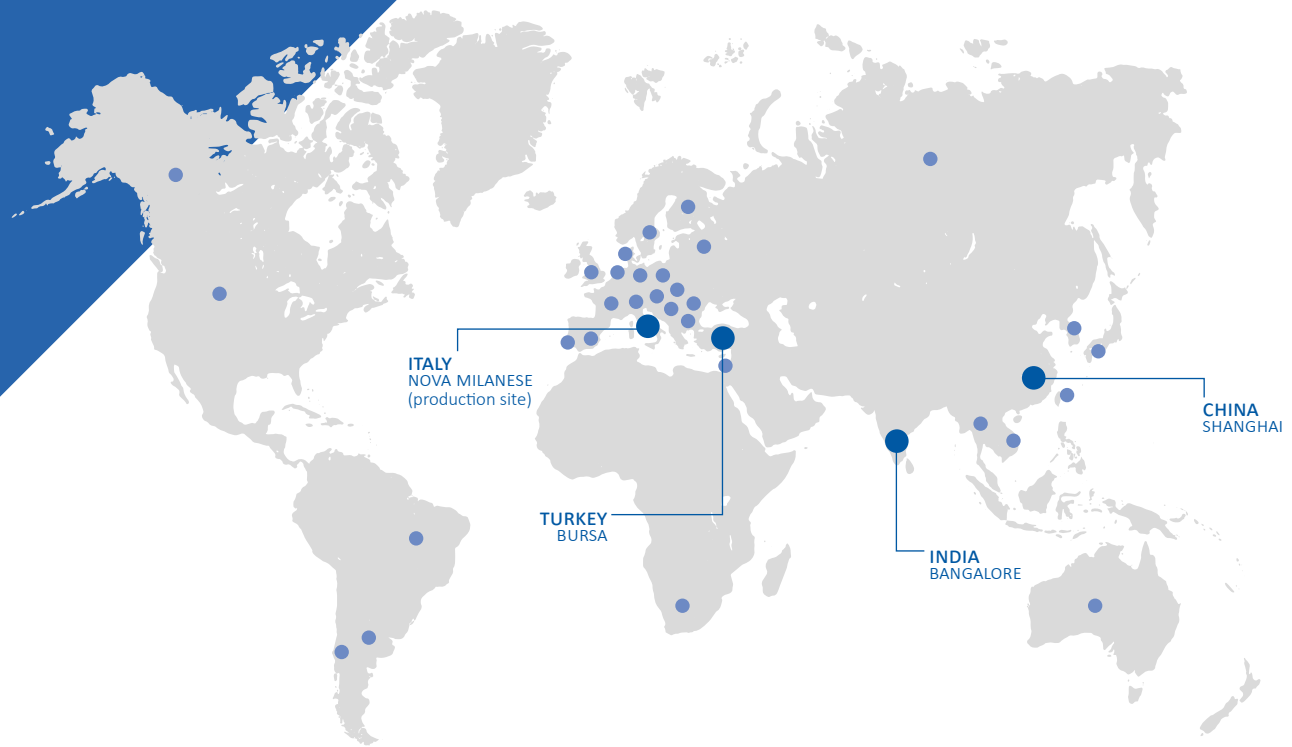 ITALY
NOVA MILANESE
(production site)
CHINA
SHANGHAI
TURKEY
BURSA
INDIA
BANGALORE